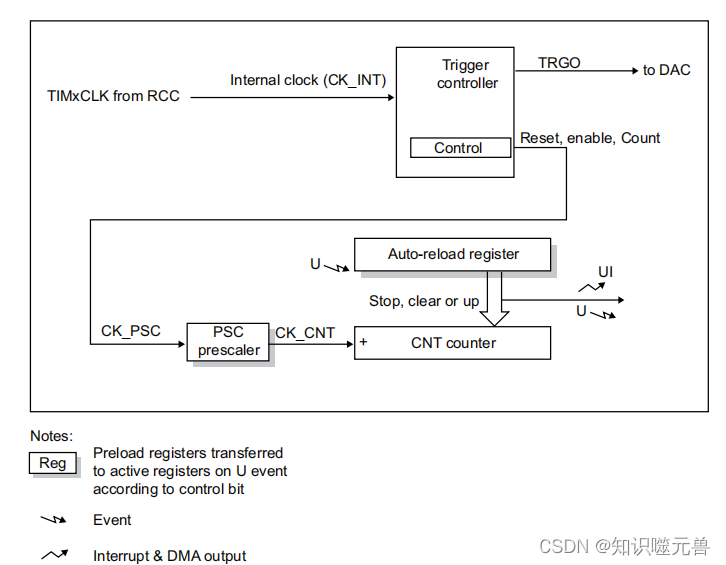 Trigger
controller
TRGO
to DAC
Internal clock (CK_INT)
TIMxCLK from RCC
Control
Reset, enable, Count
U
Auto-reload register
UI
Stop, clear or up
U
CK_PSC
PSC
prescaler
CK_CNT
+
CNT counter
Notes:
Reg
Preload registers transferred
to active registers on U event
according to control bit
Event
Interrupt & DMA output
CSDN @知识噬元兽